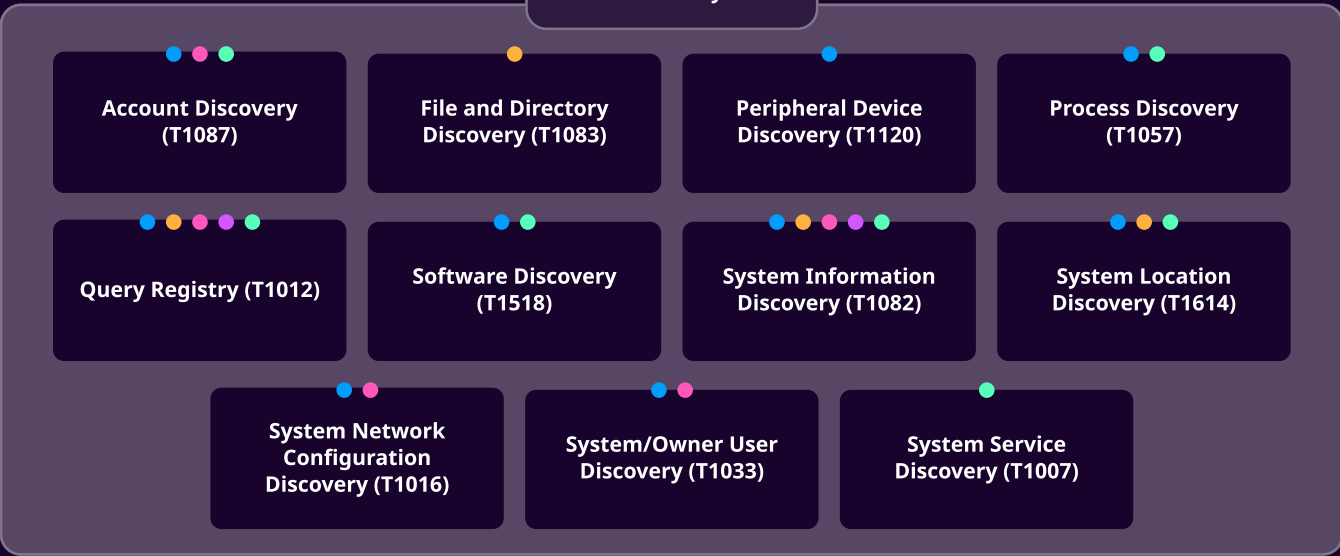 Account Discovery
(T1087)
File and Directory
Discovery (T1083)
Peripheral Device
Discovery (T1120)
Process Discovery
(T1057)
Query Registry (T1012)
Software Discovery
(T1518)
System Information
Discovery (T1082)
System Location
Discovery (T1614)
System Network
Configuration
Discovery (T1016)
System/Owner User
Discovery (T1033)
System Service
Discovery (T1007)